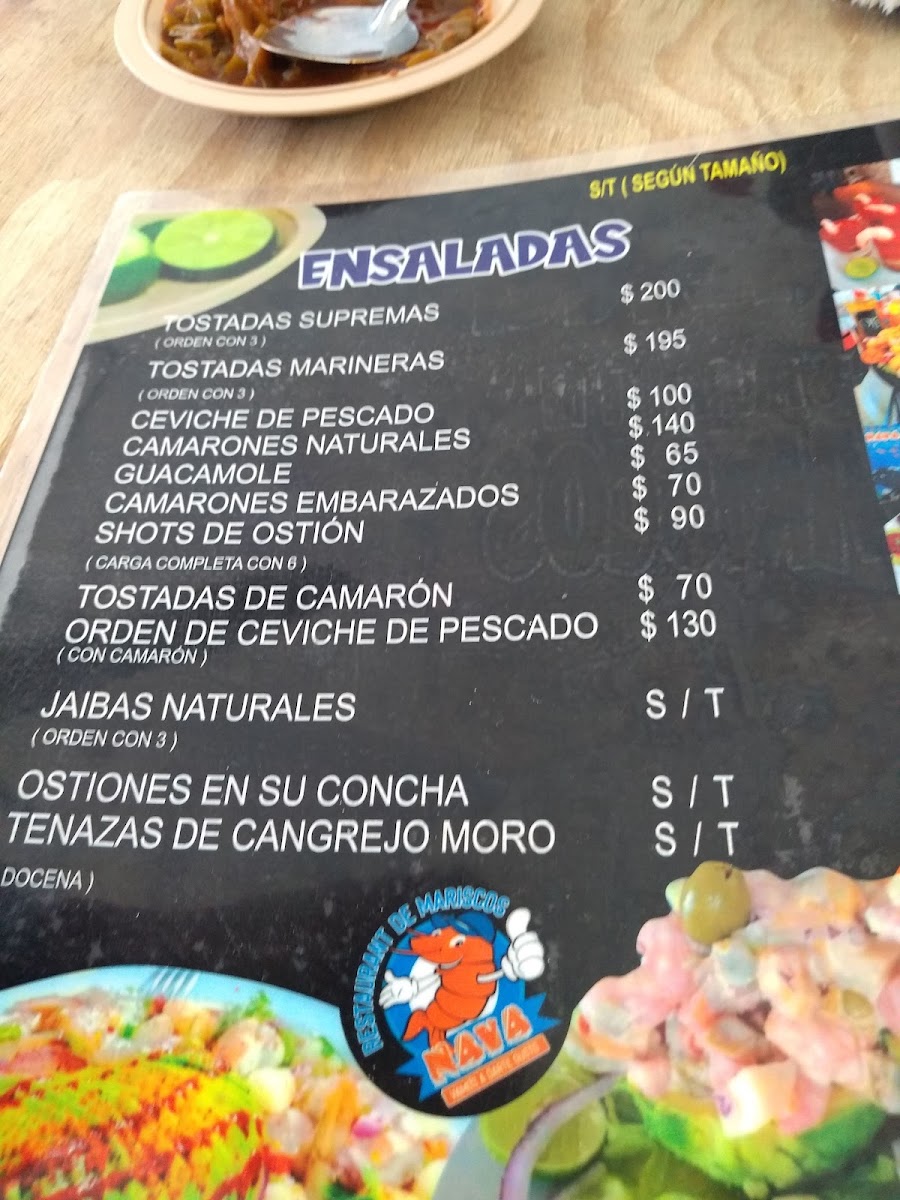 S/T ( SEGÚN TAMAÑO)
ENSALADAS
TOSTADAS SUPREMAS $ 200
( ORDEN CON 3 )
TOSTADAS MARINERAS $ 195
( ORDEN CON 3 )
CEVICHE DE PESCADO $ 100
CAMARONES NATURALES $ 140
GUACAMOLE $ 65
CAMARONES EMBARAZADOS $ 70
SHOTS DE OSTIÓN $ 90
( CARGA COMPLETA CON 6 )
TOSTADAS DE CAMARÓN $ 70
ORDEN DE CEVICHE DE PESCADO $ 130
( CON CAMARÓN )
JAIBAS NATURALES S / T
( ORDEN CON 3 )
OSTIONES EN SU CONCHA S / T
TENAZAS DE CANGREJO MORO S / T
DOCENA )
RESTAURANT DE MARISCOS
NAVA